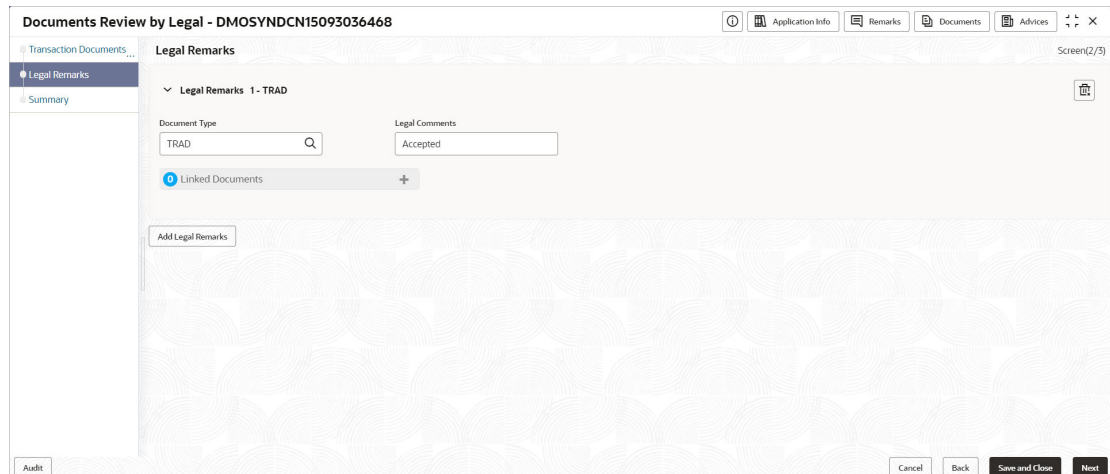 Documents Review by Legal - DMOSYNDCN15093036468
Application Info
Remarks
Documents
Advices
Transaction Documents ...
Legal Remarks
Summary
Legal Remarks
Screen(2/3)
Legal Remarks 1 - TRAD
Document Type
Legal Comments
TRAD
Accepted
0 Linked Documents
Add Legal Remarks
Audit
Cancel
Back
Save and Close
Next